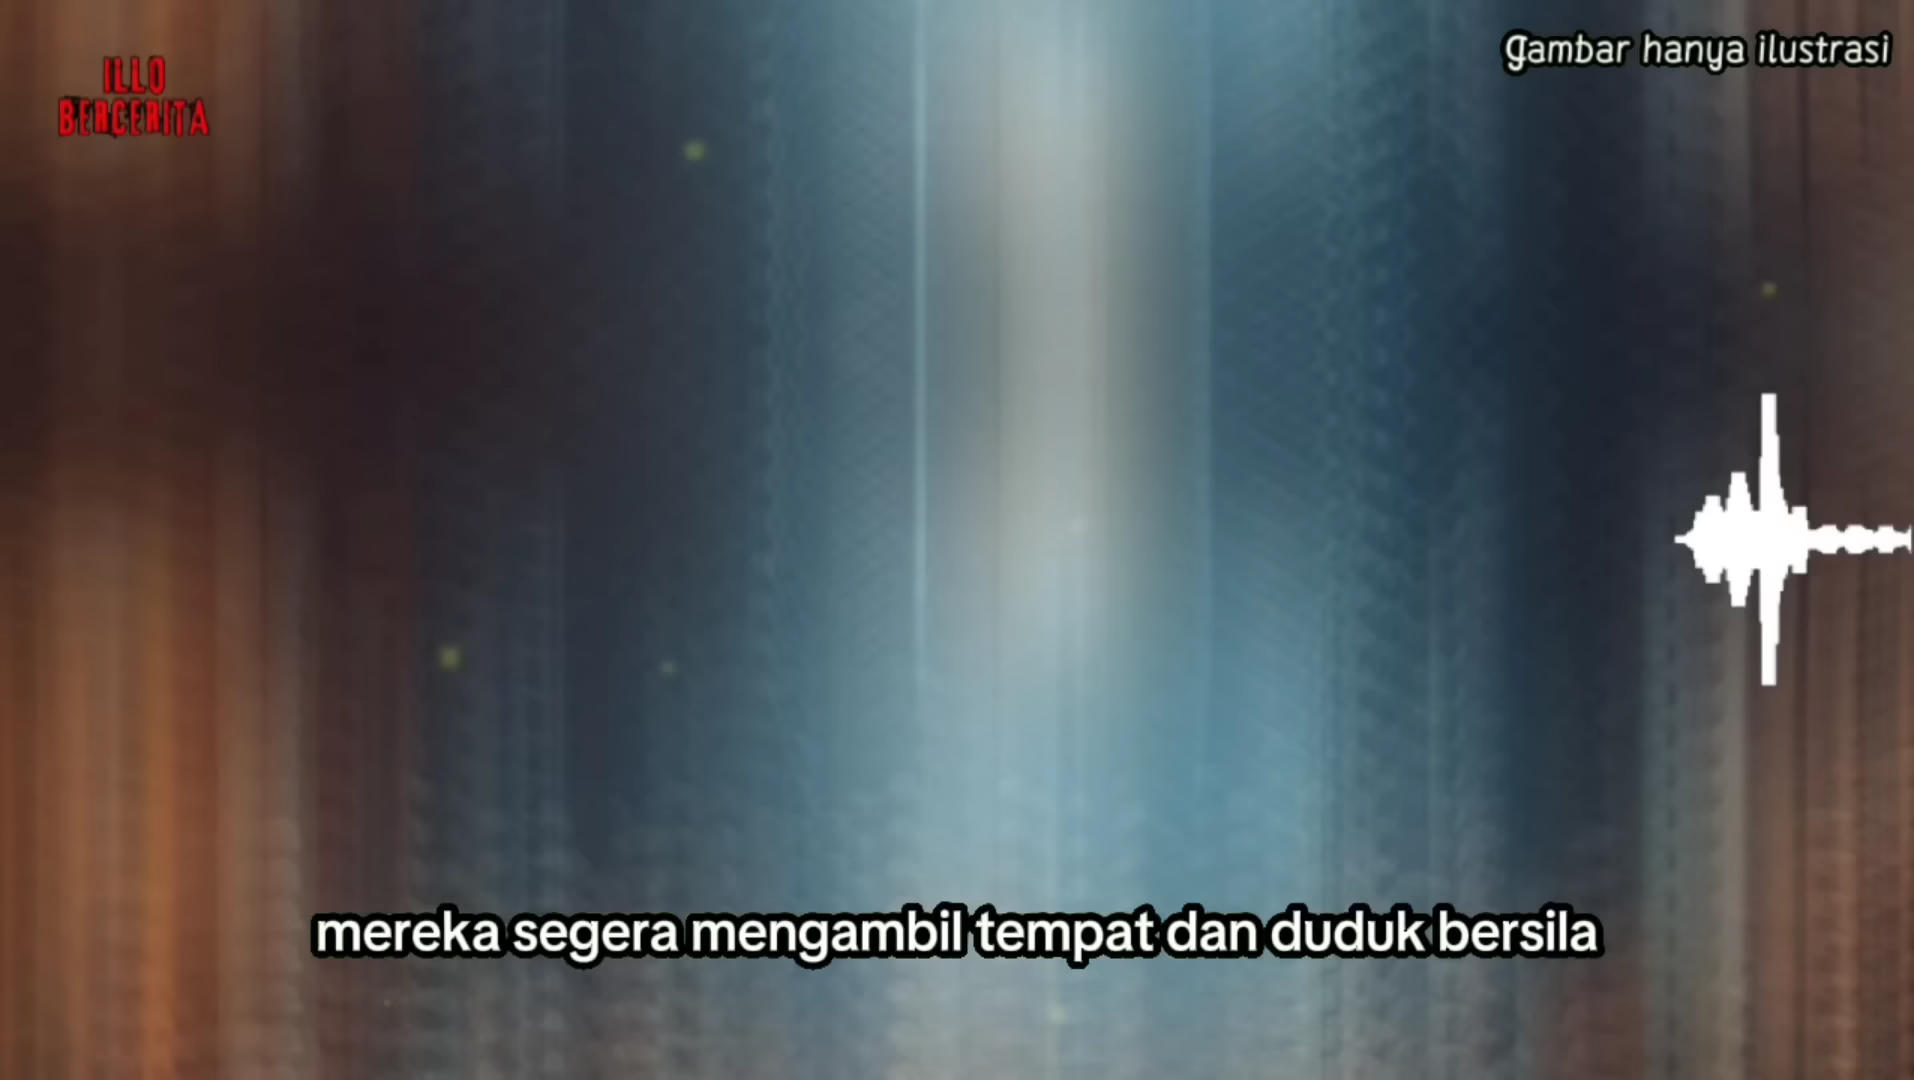 ILLO
BERCERITA
gambar hanya ilustrasi
mereka segera mengambil tempat dan duduk bersila